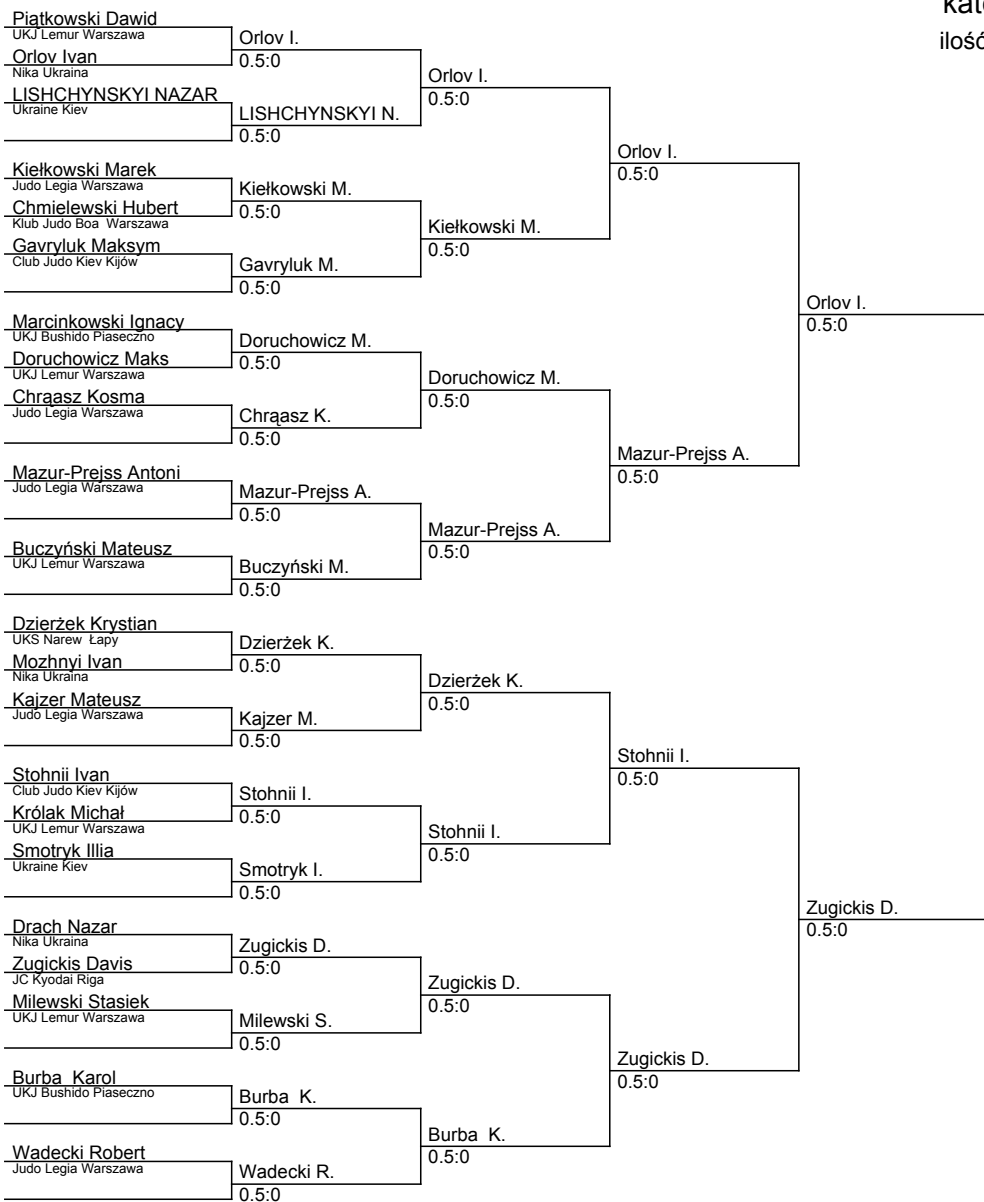 kate
ilość
Piątkowski Dawid
UKJ Lemur Warszawa
Orlov Ivan
Nika Ukraina
LISHCHYNSKYI NAZAR
Ukraine Kiev
Kiełkowski Marek
Judo Legia Warszawa
Chmielewski Hubert
Klub Judo Boa  Warszawa
Gavryluk Maksym
Club Judo Kiev Kijów
Marcinkowski Ignacy
UKJ Bushido Piaseczno
Doruchowicz Maks
UKJ Lemur Warszawa
Chrąasz Kosma
Judo Legia Warszawa
Mazur-Prejss Antoni
Judo Legia Warszawa
Buczyński Mateusz
UKJ Lemur Warszawa
Dzierżek Krystian
UKS Narew  Łapy
Mozhnyi Ivan
Nika Ukraina
Kajzer Mateusz
Judo Legia Warszawa
Stohnii Ivan
Club Judo Kiev Kijów
Królak Michał
UKJ Lemur Warszawa
Smotryk Illia
Ukraine Kiev
Drach Nazar
Nika Ukraina
Zugickis Davis
JC Kyodai Riga
Milewski Stasiek
UKJ Lemur Warszawa
Burba  Karol
UKJ Bushido Piaseczno
Wadecki Robert
Judo Legia Warszawa
Orlov I.
0.5:0
LISHCHYNSKYI N.
0.5:0
Kiełkowski M.
0.5:0
Gavryluk M.
0.5:0
Doruchowicz M.
0.5:0
Chrąasz K.
0.5:0
Mazur-Prejss A.
0.5:0
Buczyński M.
0.5:0
Dzierżek K.
0.5:0
Kajzer M.
0.5:0
Stohnii I.
0.5:0
Smotryk I.
0.5:0
Zugickis D.
0.5:0
Milewski S.
0.5:0
Burba  K.
0.5:0
Wadecki R.
0.5:0
Orlov I.
0.5:0
Kiełkowski M.
0.5:0
Doruchowicz M.
0.5:0
Mazur-Prejss A.
0.5:0
Dzierżek K.
0.5:0
Stohnii I.
0.5:0
Zugickis D.
0.5:0
Burba  K.
0.5:0
Orlov I.
0.5:0
Mazur-Prejss A.
0.5:0
Stohnii I.
0.5:0
Zugickis D.
0.5:0
Orlov I.
0.5:0
Zugickis D.
0.5:0